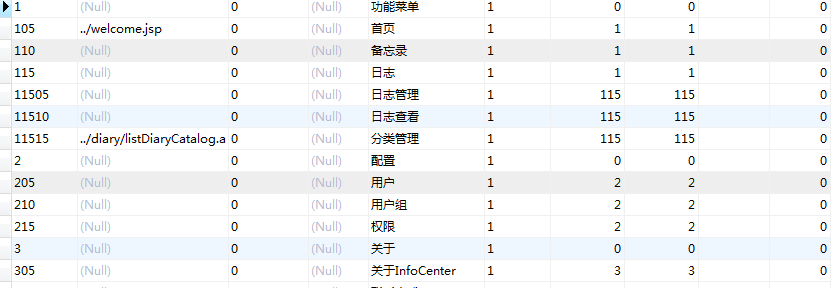 1 (Null) 0 (Null) 功能菜单 1 0 0 0
105 ../welcome.jsp 0 (Null) 首页 1 1 1 0
110 (Null) 0 (Null) 备忘录 1 1 1 0
115 (Null) 0 (Null) 日志 1 1 1 0
11505 (Null) 0 (Null) 日志管理 1 115 115 0
11510 (Null) 0 (Null) 日志查看 1 115 115 0
11515 ../diary/listDiaryCatalog.a 0 (Null) 分类管理 1 115 115 0
2 (Null) 0 (Null) 配置 1 0 0 0
205 (Null) 0 (Null) 用户 1 2 2 0
210 (Null) 0 (Null) 用户组 1 2 2 0
215 (Null) 0 (Null) 权限 1 2 2 0
3 (Null) 0 (Null) 关于 1 0 0 0
305 (Null) 0 (Null) 关于InfoCenter 1 3 3 0